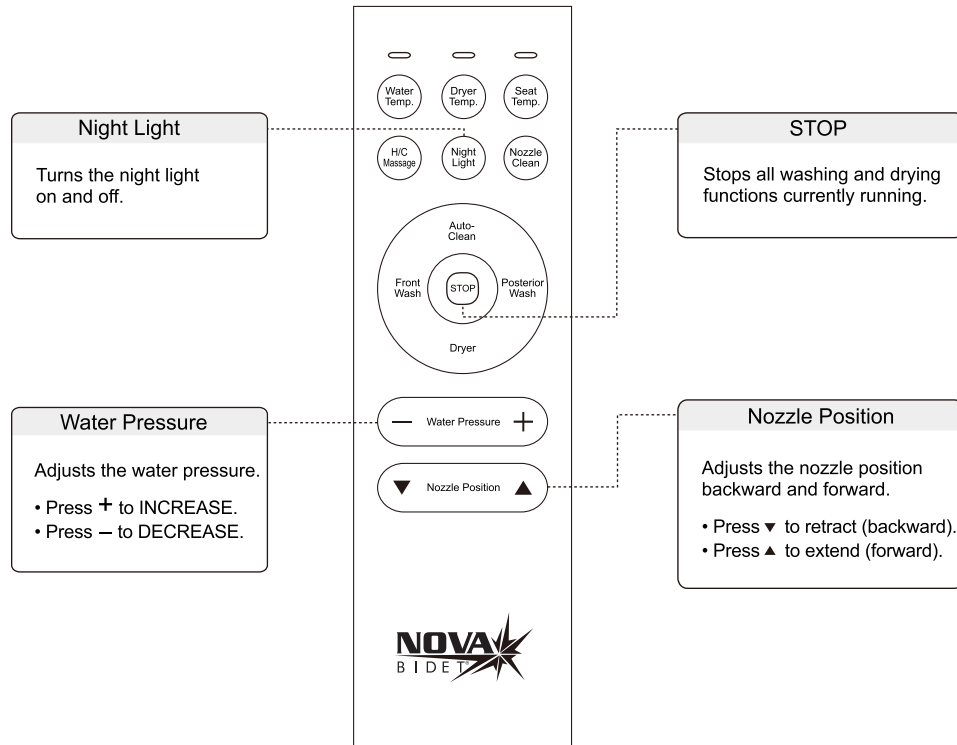 Water
Temp.
Dryer
Temp.
Seat
Temp.
H/C
Massage
Night
Light
Nozzle
Clean
Auto-
Clean
Front
Wash
STOP
Posterior
Wash
Dryer
– Water Pressure +
▼ Nozzle Position ▲
NOVA
BIDET®
Night Light
Turns the night light
on and off.
STOP
Stops all washing and drying
functions currently running.
Water Pressure
Adjusts the water pressure.
• Press + to INCREASE.
• Press – to DECREASE.
Nozzle Position
Adjusts the nozzle position
backward and forward.
• Press ▼ to retract (backward).
• Press ▲ to extend (forward).